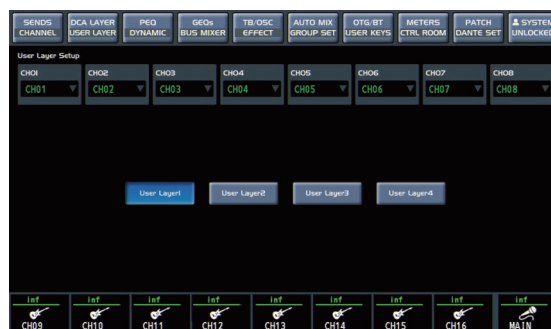 SENDS CHANNEL
DCA LAYER USER LAYER
PEQ DYNAMIC
GEQs BUS MIXER
TB/OSC EFFECT
AUTO MIX GROUP SET
OTG/BT USER KEYS
METERS CTRL ROOM
PATCH DANTE SET
SYSTEM UNLOCKED
User Layer Setup
CH01 CH02 CH03 CH04 CH05 CH06 CH07 CH08
CH01 CH02 CH03 CH04 CH05 CH06 CH07 CH08
User Layer1 User Layer2 User Layer3 User Layer4
inf inf inf inf inf inf inf inf inf
CH09 CH10 CH11 CH12 CH13 CH14 CH15 CH16 MAIN